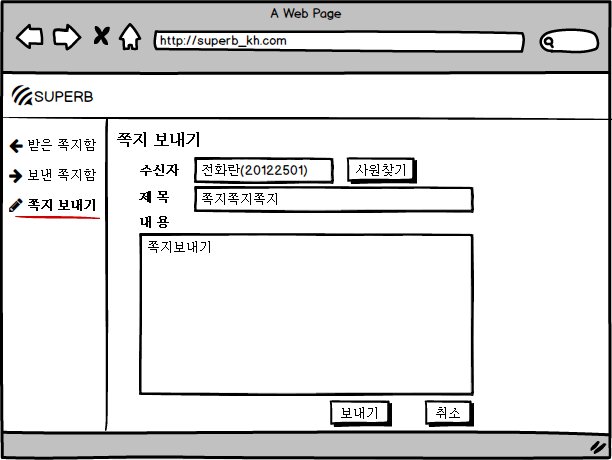 A Web Page
http://superb_kh.com
SUPERB
받은 쪽지함
보낸 쪽지함
쪽지 보내기
쪽지 보내기
수신자 전화란(20122501) 사원찾기
제 목 쪽지쪽지쪽지
내 용
쪽지보내기
보내기 취소